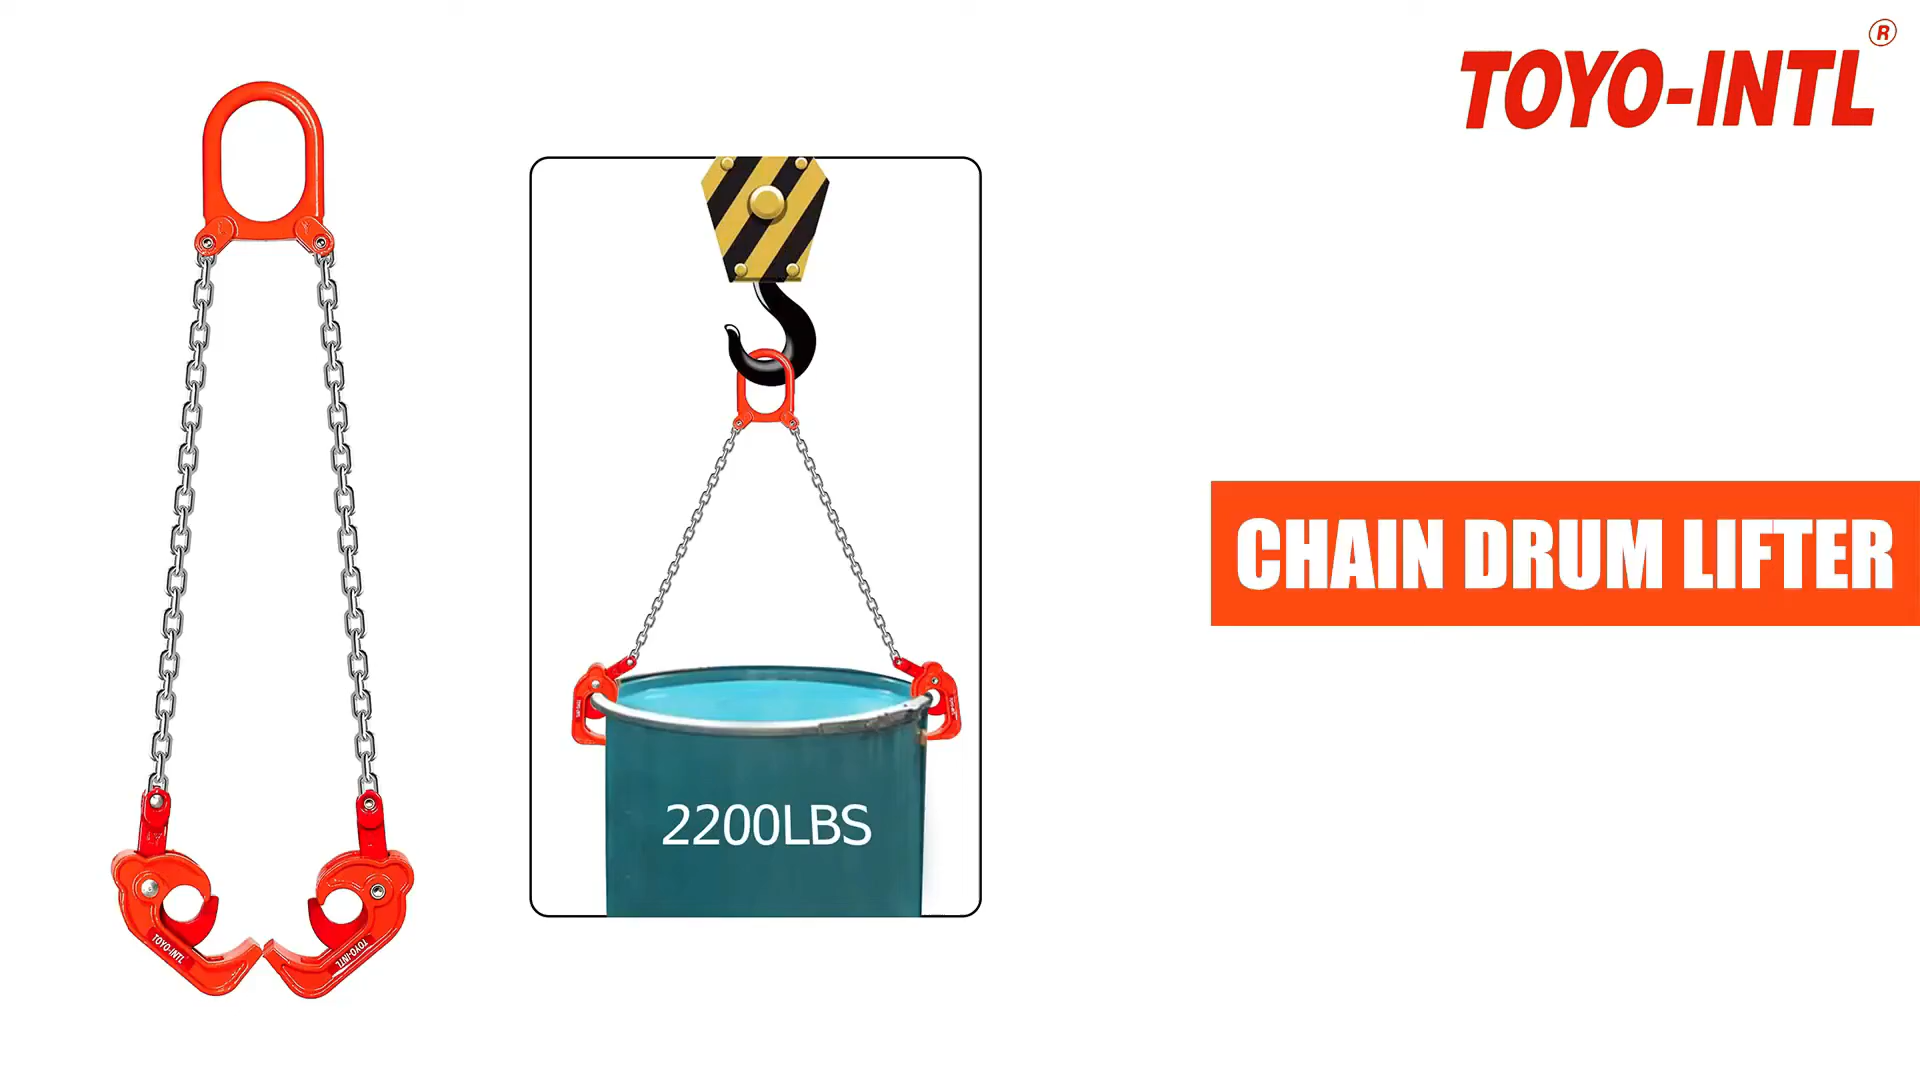 TOYO-INTL®
CHAIN DRUM LIFTER
2200LBS
TOYO-INTL
TOYO-INTL